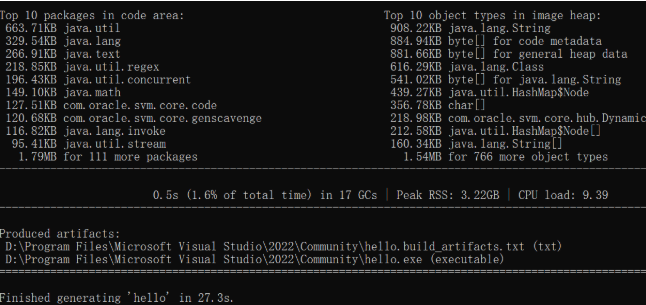 Top 10 packages in code area: Top 10 object types in image heap:
663.71KB java.util 908.22KB java.lang.String
329.54KB java.lang 884.94KB byte[] for code metadata
266.91KB java.text 881.66KB byte[] for general heap data
218.85KB java.util.regex 616.29KB java.lang.Class
196.43KB java.util.concurrent 541.02KB byte[] for java.lang.String
149.10KB java.math 439.27KB java.util.HashMap$Node
127.51KB com.oracle.svm.core.code 356.78KB char[]
120.68KB com.oracle.svm.core.genscavenge 218.98KB com.oracle.svm.core.hub.Dynamic
116.82KB java.lang.invoke 212.58KB java.util.HashMap$Node[]
95.41KB java.util.stream 160.34KB java.lang.String[]
1.79MB for 111 more packages 1.54MB for 766 more object types
0.5s (1.6% of total time) in 17 GCs | Peak RSS: 3.22GB | CPU load: 9.39
Produced artifacts:
D:\Program Files\Microsoft Visual Studio\2022\Community\hello.build_artifacts.txt (txt)
D:\Program Files\Microsoft Visual Studio\2022\Community\hello.exe (executable)
Finished generating 'hello' in 27.3s.